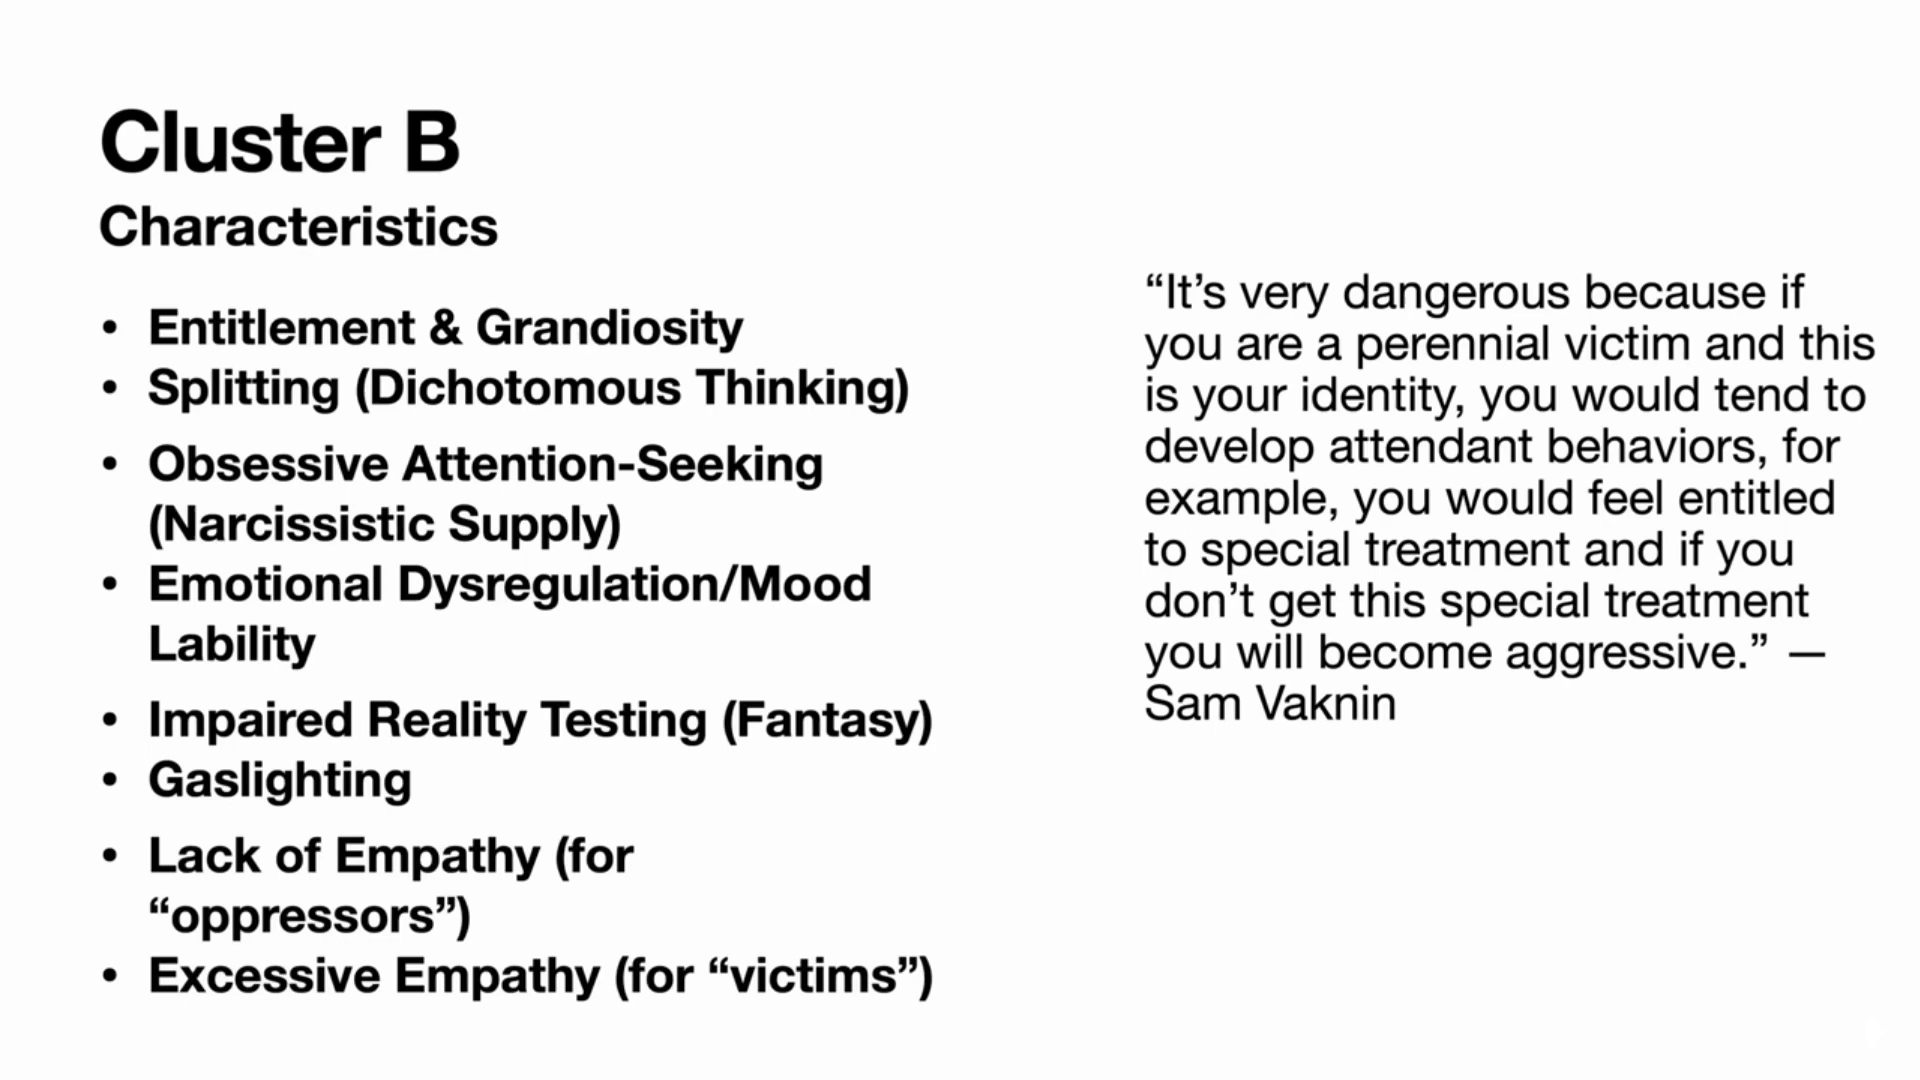 Cluster B
Characteristics
• Entitlement & Grandiosity
• Splitting (Dichotomous Thinking)
• Obsessive Attention-Seeking
(Narcissistic Supply)
• Emotional Dysregulation/Mood
Lability
• Impaired Reality Testing (Fantasy)
• Gaslighting
• Lack of Empathy (for
“oppressors”)
• Excessive Empathy (for “victims”)
“It’s very dangerous because if
you are a perennial victim and this
is your identity, you would tend to
develop attendant behaviors, for
example, you would feel entitled
to special treatment and if you
don’t get this special treatment
you will become aggressive.” —
Sam Vaknin